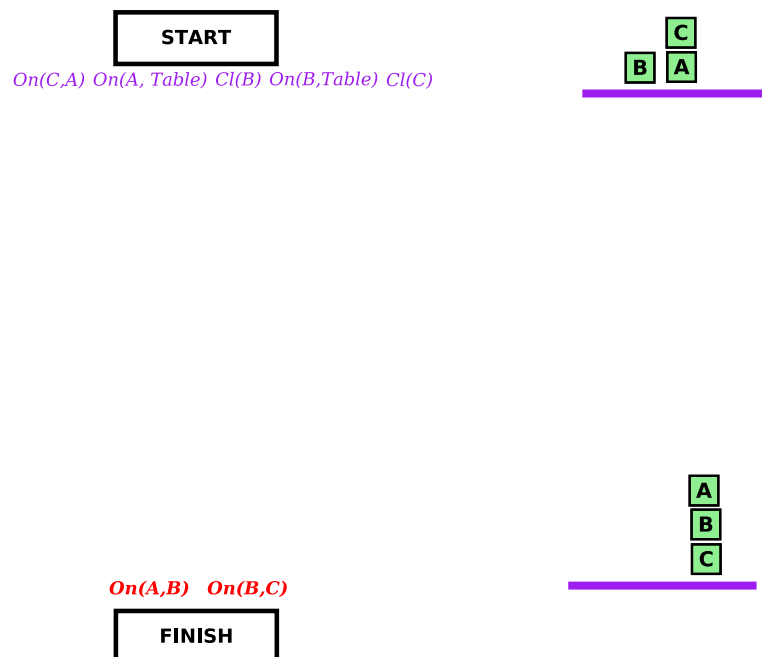 START
C
B A
On(C,A) On(A, Table) Cl(B) On(B,Table) Cl(C)
A
B
C
On(A,B) On(B,C)
FINISH